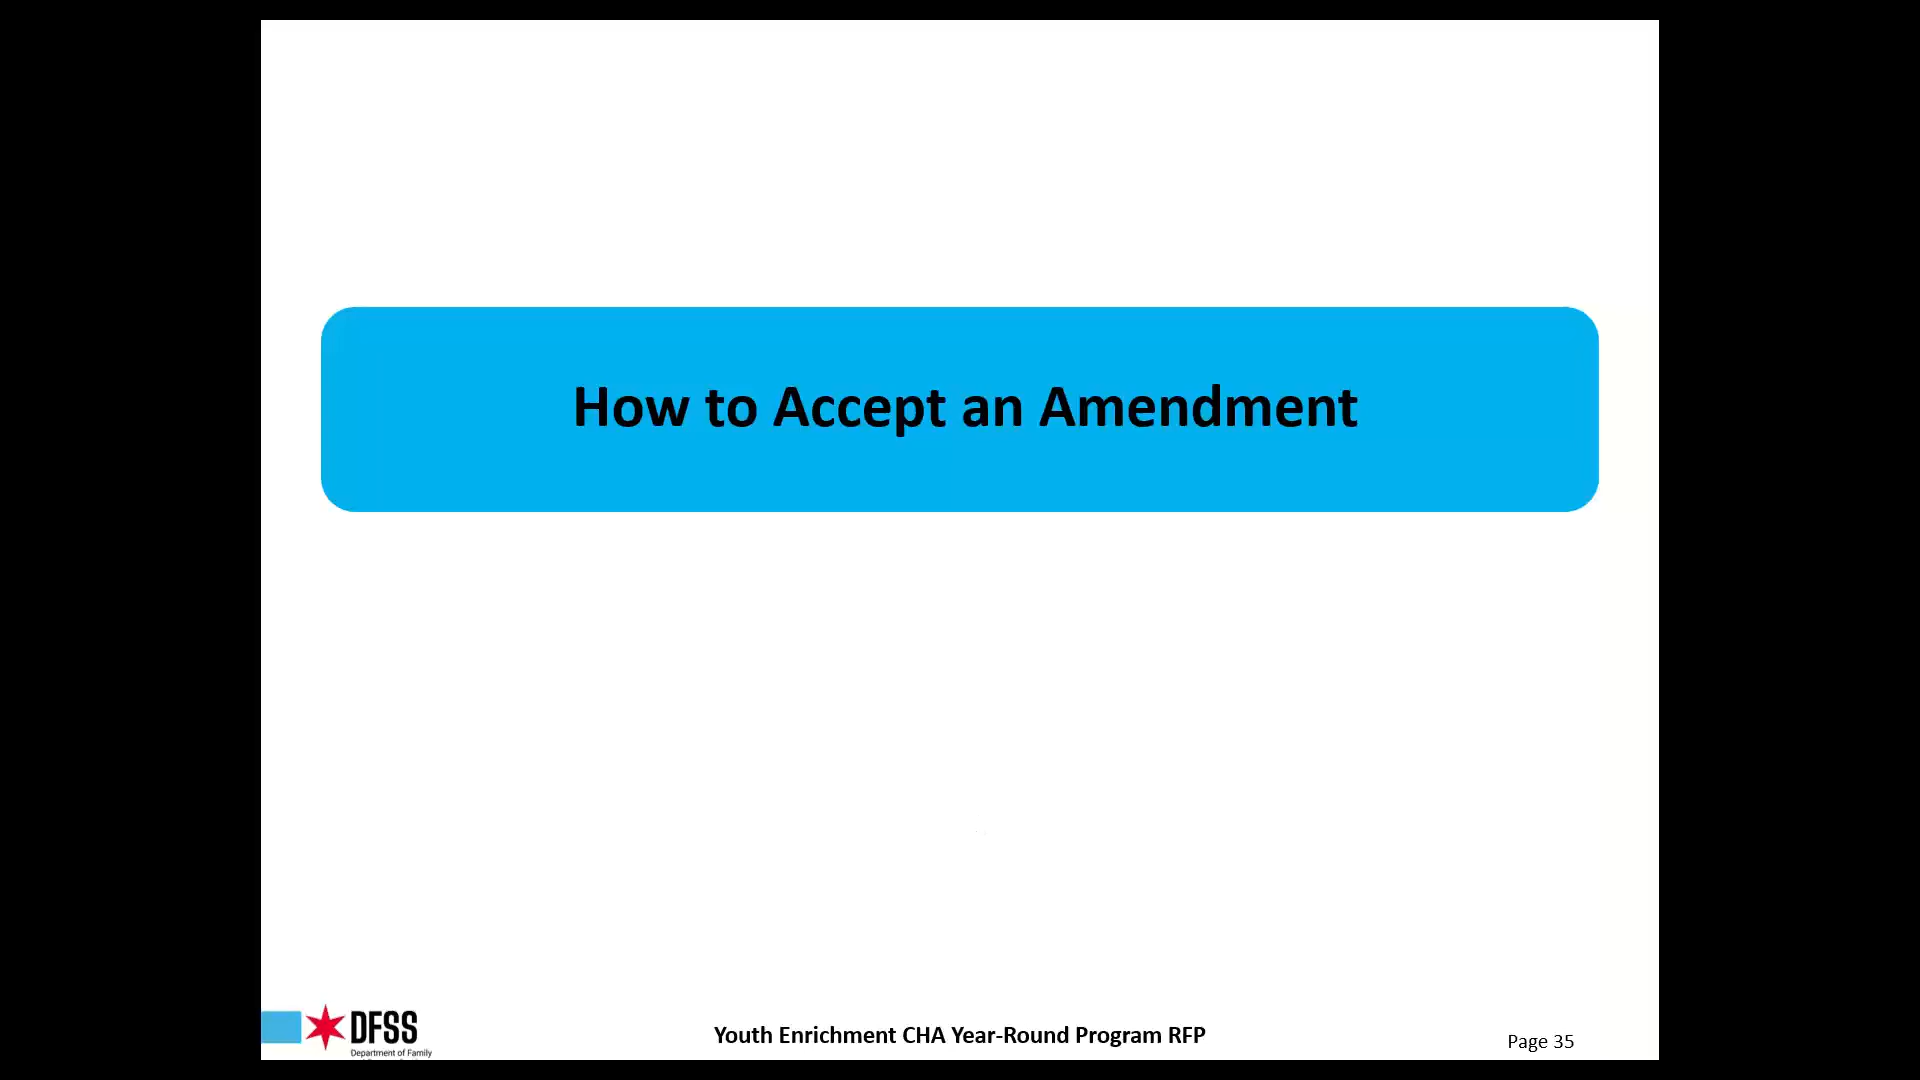 How to Accept an Amendment
DFSS
Department of Family
Youth Enrichment CHA Year-Round Program RFP
Page 35